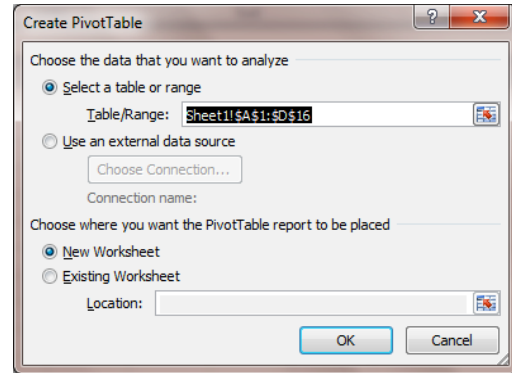 Create PivotTable
Choose the data that you want to analyze
Select a table or range
Table/Range: Sheet1!$A$1:$D$16
Use an external data source
Choose Connection...
Connection name:
Choose where you want the PivotTable report to be placed
New Worksheet
Existing Worksheet
Location:
OK Cancel